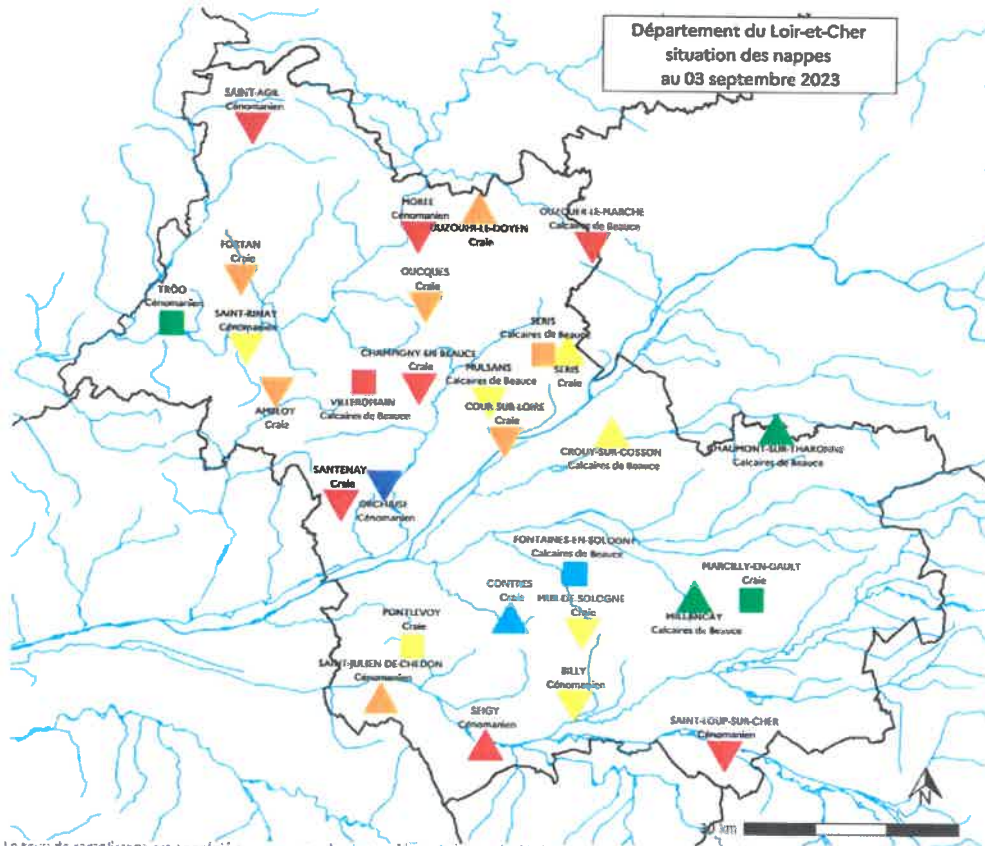 Département du Loir-et-Cher
situation des nappes
au 03 septembre 2023
SAINT-AGIL
Cénomanien
MOREE
Cénomanien
OUZOUER-LE-DOYEN
Craie
OUZOUER-LE-MARCHE
Calcaires de Beauce
FORTAN
Craie
OUCQUES
Craie
TRÔO
Cénomanien
SAINT-RIMAY
Cénomanien
SERIS
Calcaires de Beauce
SERIS
Craie
CHAMPIGNY-EN-BEAUCE
Craie
MULSANS
Calcaires de Beauce
VILLEROMAIN
Calcaires de Beauce
AMBLOY
Craie
COUR-SUR-LOIRE
Craie
CROUY-SUR-COSSON
Calcaires de Beauce
CHAUMONT-SUR-THARONNE
Calcaires de Beauce
SANTENAY
Craie
ORCHAISE
Cénomanien
FONTAINES-EN-SOLOGNE
Calcaires de Beauce
MARCILLY-EN-GAULT
Craie
CONTRES
Craie
MUR-DE-SOLOGNE
Craie
MILLANCAY
Calcaires de Beauce
PONTLEVOY
Craie
SAINT-JULIEN-DE-CHEDON
Cénomanien
BILLY
Cénomanien
SEIGY
Cénomanien
SAINT-LOUP-SUR-CHER
Cénomanien
N
km